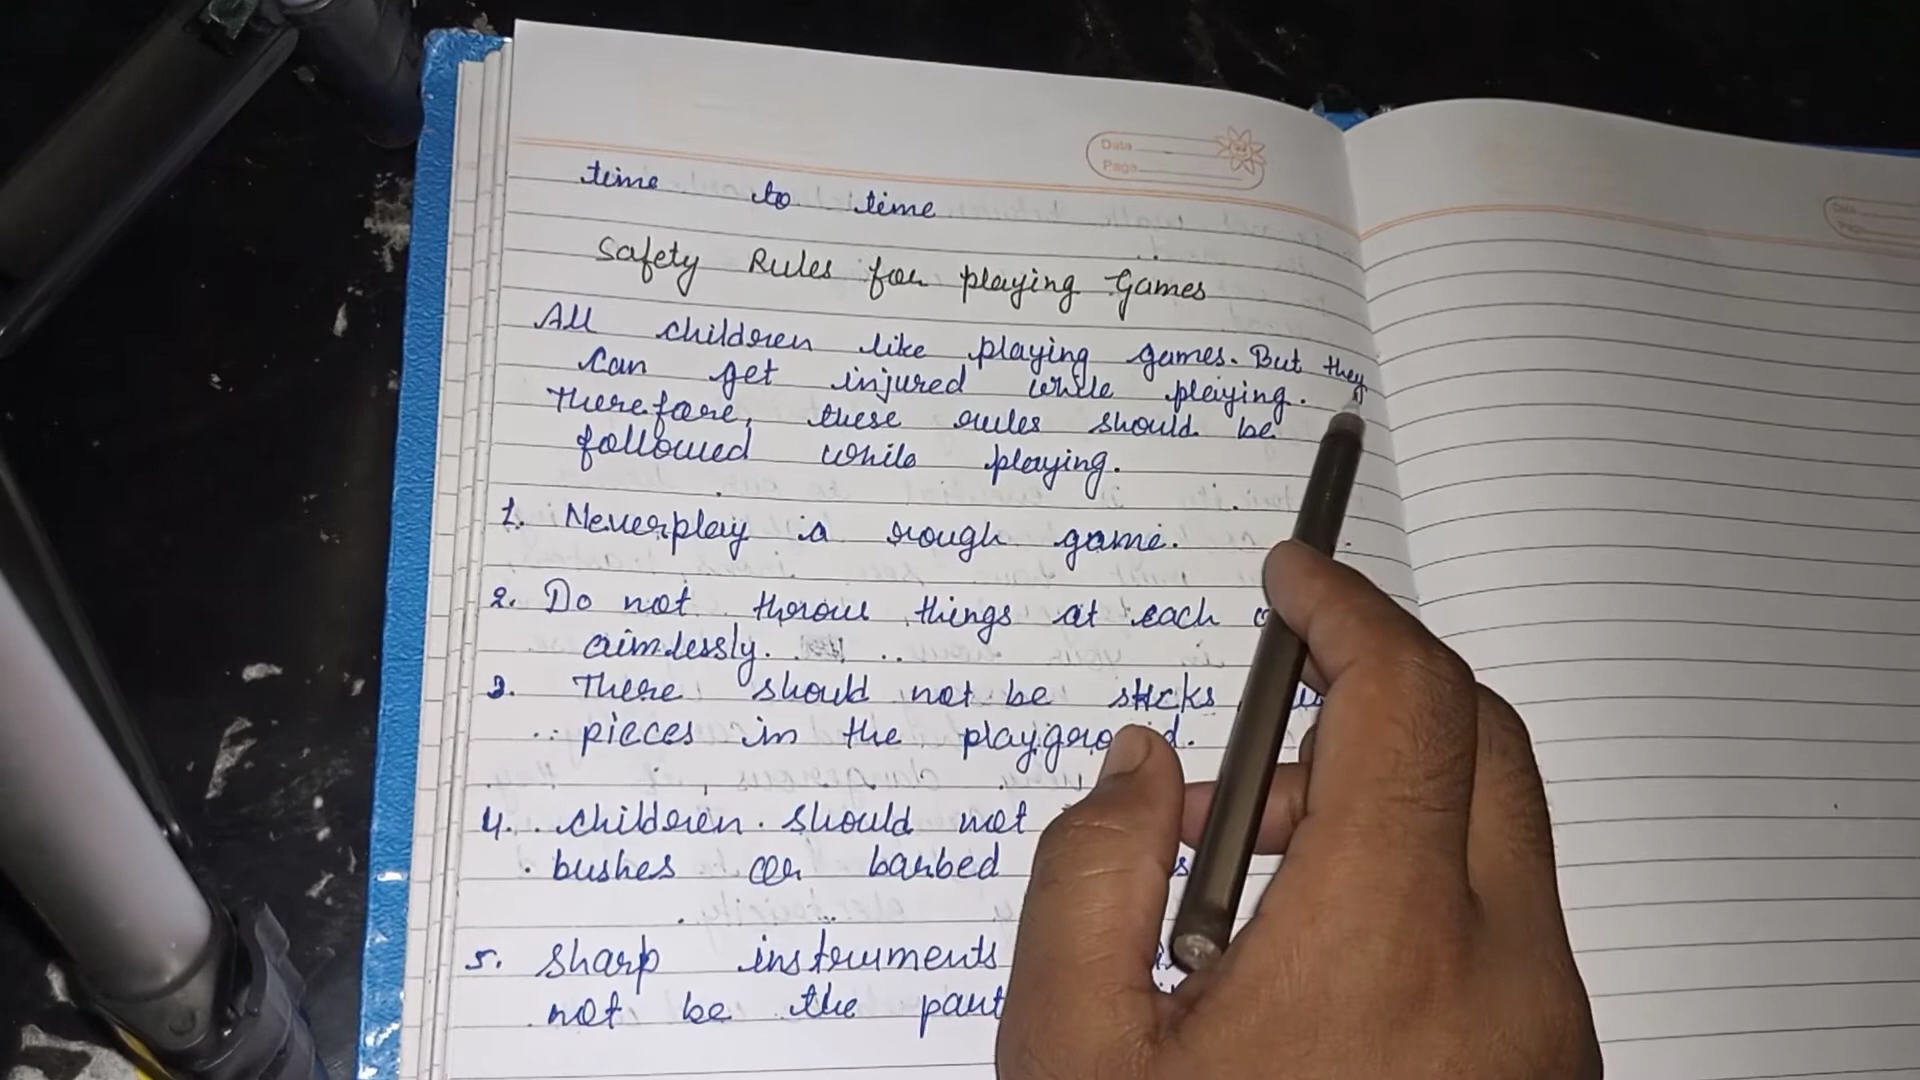 Date
Page
time to time
Safety Rules for playing Games
All children like playing games. But they
can get injured while playing.
Therefore, these rules should be
followed while playing.
1. Never play a rough game.
2. Do not throw things at each
aimlessly.
3. There should not be sticks,
pieces in the playground.
4. children should not
bushes or barbed
5. sharp instruments
not be the part